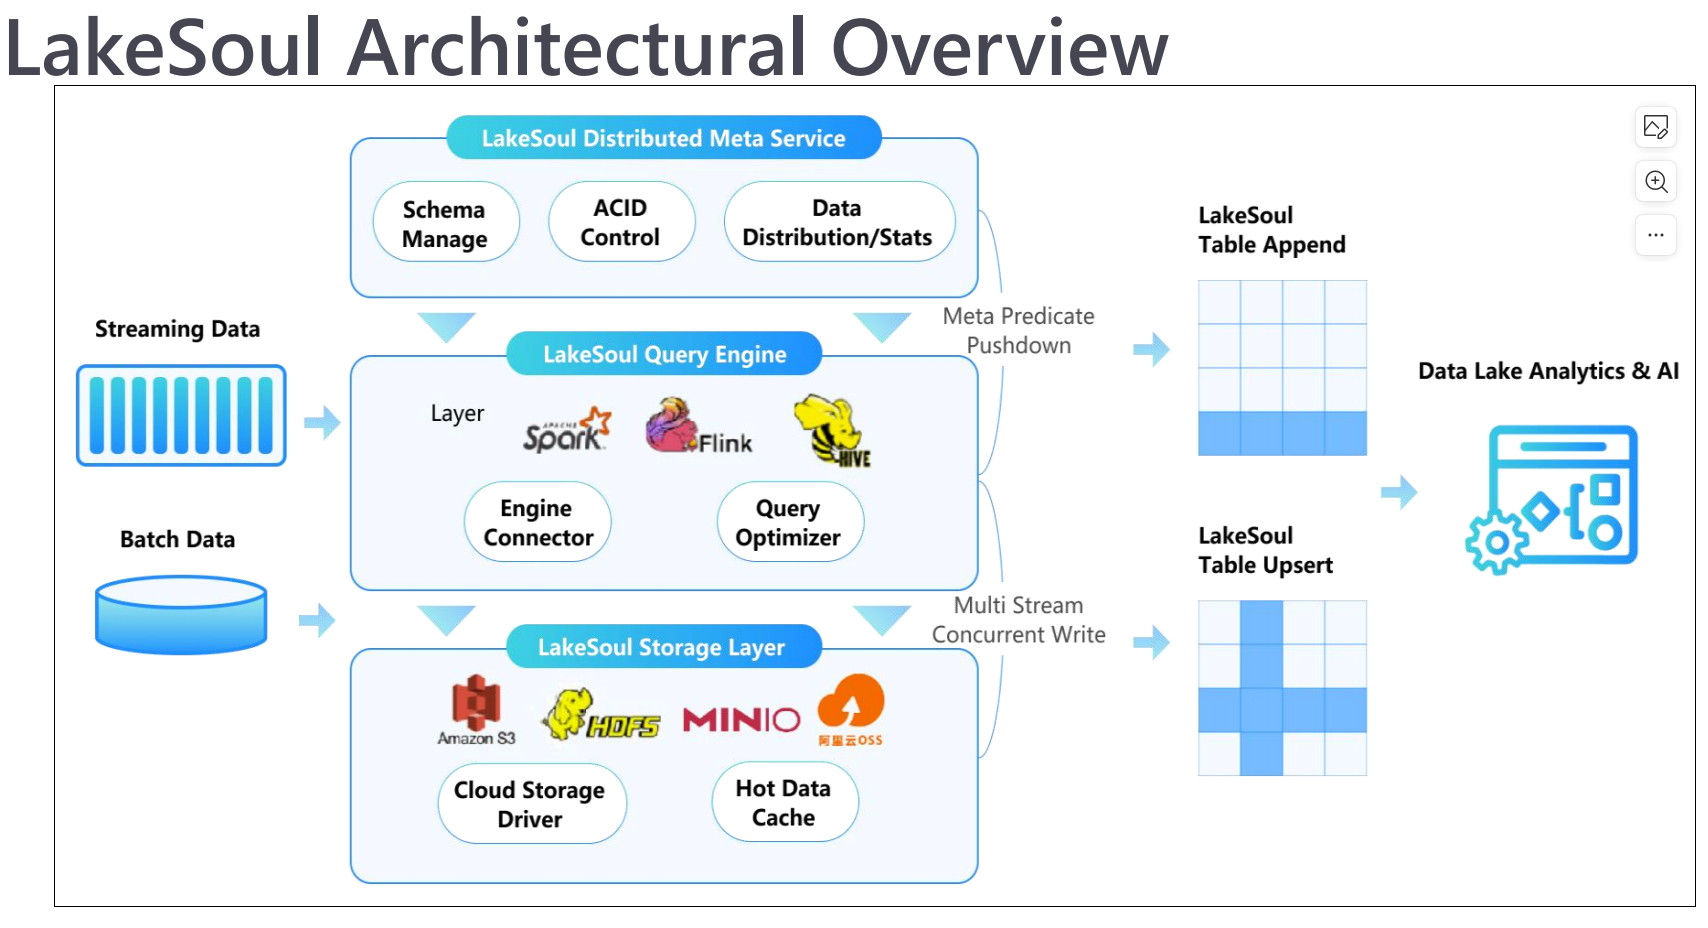 LakeSoul Architectural Overview
LakeSoul Distributed Meta Service
Schema
Manage
ACID
Control
Data
Distribution/Stats
Streaming Data
Batch Data
Meta Predicate
Pushdown
LakeSoul Query Engine
Layer
APACHE
Spark
Flink
HIVE
Engine
Connector
Query
Optimizer
Multi Stream
Concurrent Write
LakeSoul Storage Layer
Amazon S3
HDFS
MINIO
阿里云OSS
Cloud Storage
Driver
Hot Data
Cache
LakeSoul
Table Append
LakeSoul
Table Upsert
Data Lake Analytics & AI